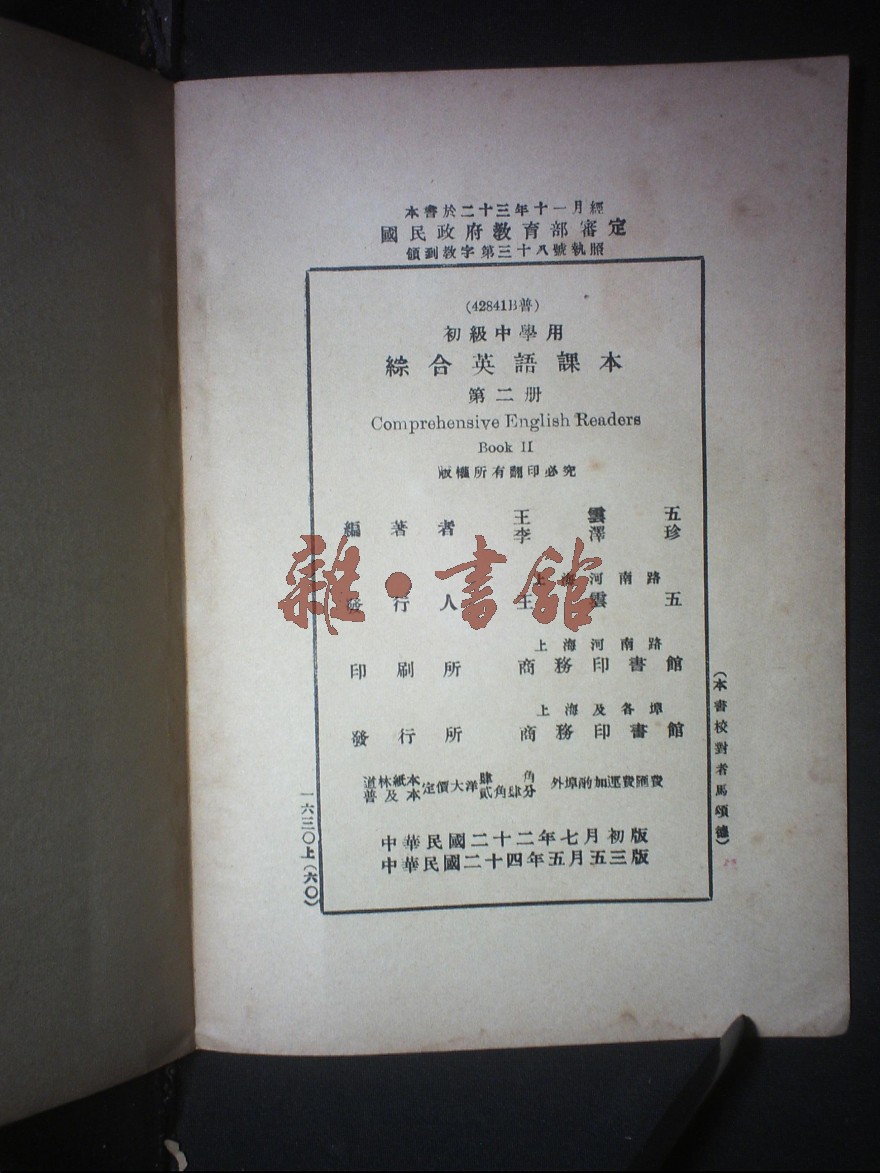 本書於二十三年十一月經
國民政府教育部審定
領到教字第三十八號執照
(42841B普)
初級中學用
綜合英語課本
第二册
Comprehensive English Readers
Book II
版權所有翻印必究
編著者 王雲五
李澤珍
上海河南路
發行人 王雲五
上海河南路
印刷所 商務印書館
上海及各埠
發行所 商務印書館
道林紙本 定價大洋 肆角 外埠酌加運費匯費
普及本 貳角肆分
中華民國二十二年七月初版
中華民國二十四年五月五三版
(本書校對者馬頌德)
一六三〇上(六〇)
雜·書館